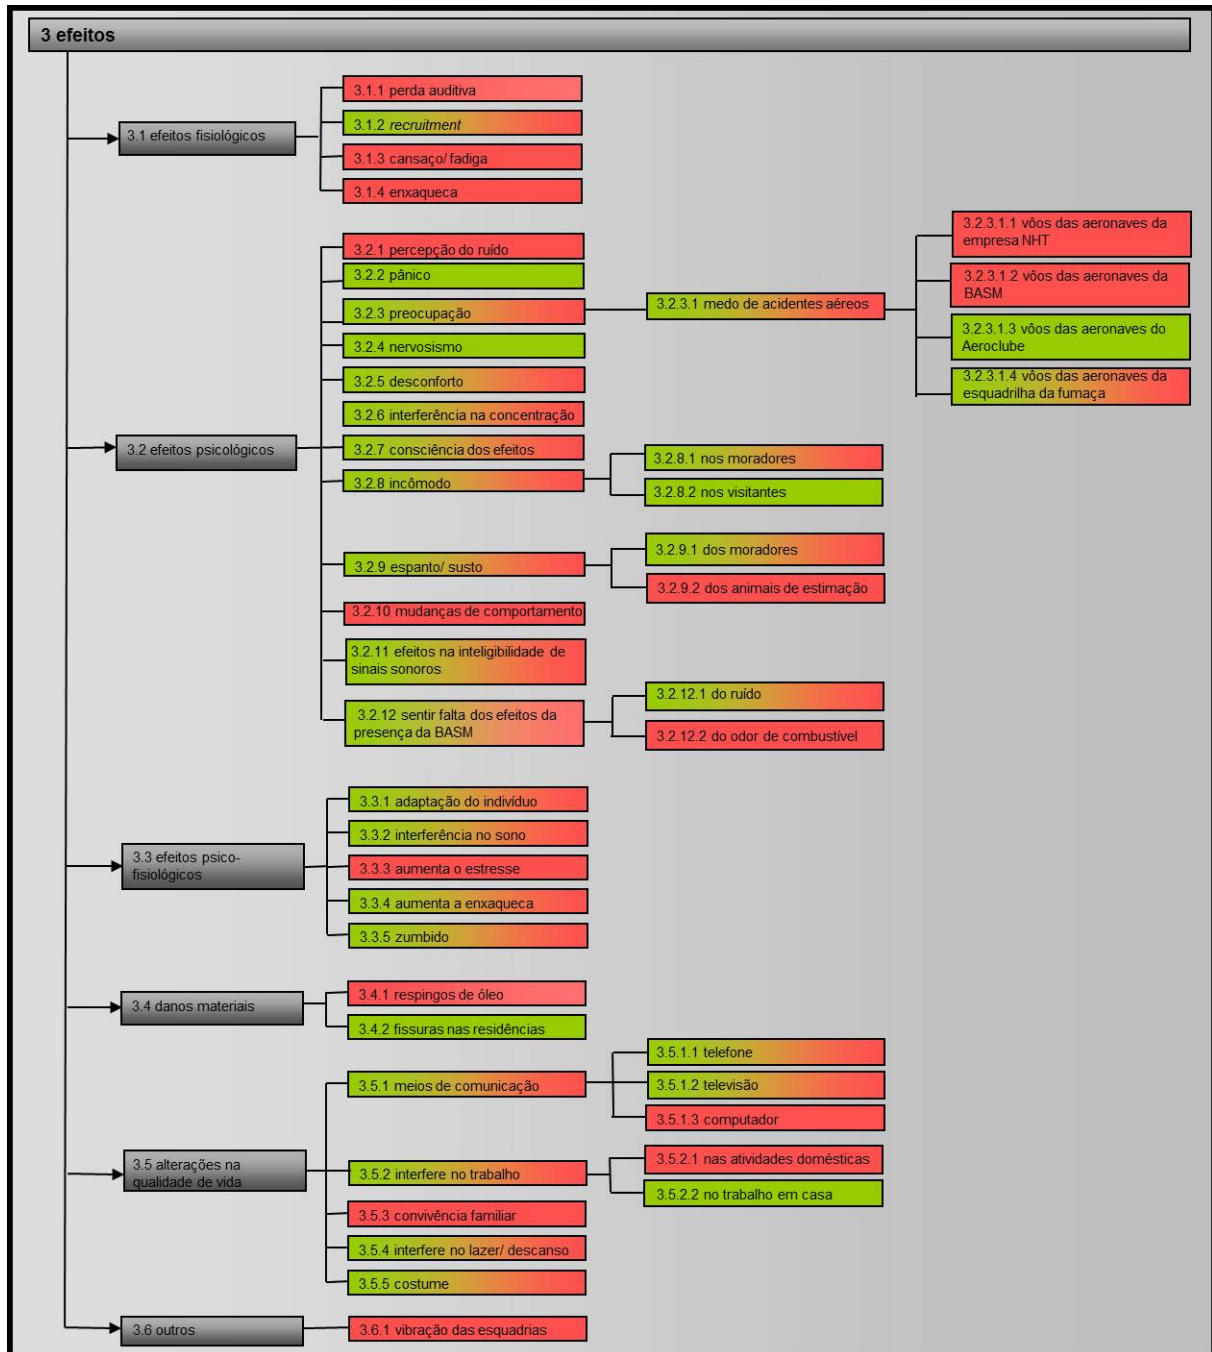 3 efeitos
3.1 efeitos fisiológicos
3.1.1 perda auditiva
3.1.2 recruitment
3.1.3 cansaço/ fadiga
3.1.4 enxaqueca
3.2 efeitos psicológicos
3.2.1 percepção do ruído
3.2.2 pânico
3.2.3 preocupação
3.2.3.1 medo de acidentes aéreos
3.2.3.1.1 vôos das aeronaves da
empresa NHT
3.2.3.1.2 vôos das aeronaves da
BASM
3.2.3.1.3 vôos das aeronaves do
Aeroclube
3.2.3.1.4 vôos das aeronaves da
esquadrilha da fumaça
3.2.4 nervosismo
3.2.5 desconforto
3.2.6 interferência na concentração
3.2.7 consciência dos efeitos
3.2.8 incômodo
3.2.8.1 nos moradores
3.2.8.2 nos visitantes
3.2.9 espanto/ susto
3.2.9.1 dos moradores
3.2.9.2 dos animais de estimação
3.2.10 mudanças de comportamento
3.2.11 efeitos na inteligibilidade de
sinais sonoros
3.2.12 sentir falta dos efeitos da
presença da BASM
3.2.12.1 do ruído
3.2.12.2 do odor de combustível
3.3 efeitos psico-
fisiológicos
3.3.1 adaptação do indivíduo
3.3.2 interferência no sono
3.3.3 aumenta o estresse
3.3.4 aumenta a enxaqueca
3.3.5 zumbido
3.4 danos materiais
3.4.1 respingos de óleo
3.4.2 fissuras nas residências
3.5 alterações na
qualidade de vida
3.5.1 meios de comunicação
3.5.1.1 telefone
3.5.1.2 televisão
3.5.1.3 computador
3.5.2 interfere no trabalho
3.5.2.1 nas atividades domésticas
3.5.2.2 no trabalho em casa
3.5.3 convivência familiar
3.5.4 interfere no lazer/ descanso
3.5.5 costume
3.6 outros
3.6.1 vibração das esquadrias